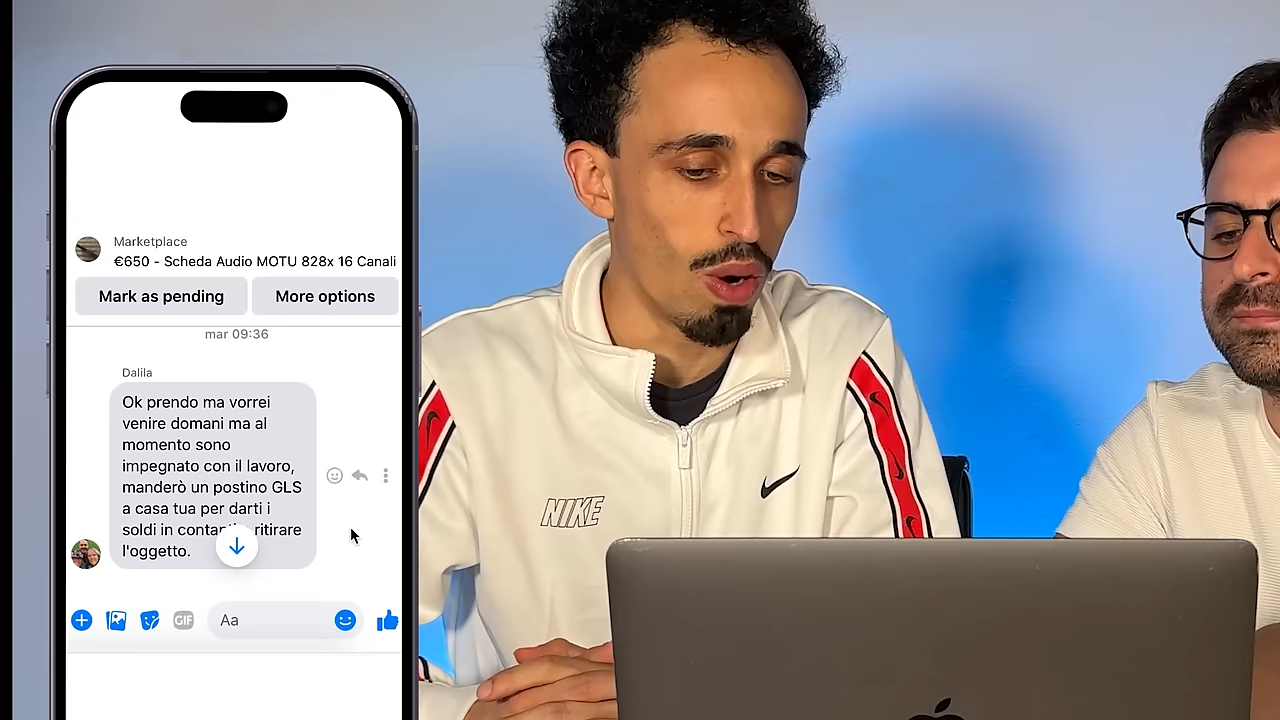 Marketplace
€650 - Scheda Audio MOTU 828x 16 Canali
Mark as pending
More options
mar 09:36
Dalila
Ok prendo ma vorrei
venire domani ma al
momento sono
impegnato con il lavoro,
manderò un postino GLS
a casa tua per darti i
soldi in ritirare
l'oggetto.
GIF
Aa
NIKE